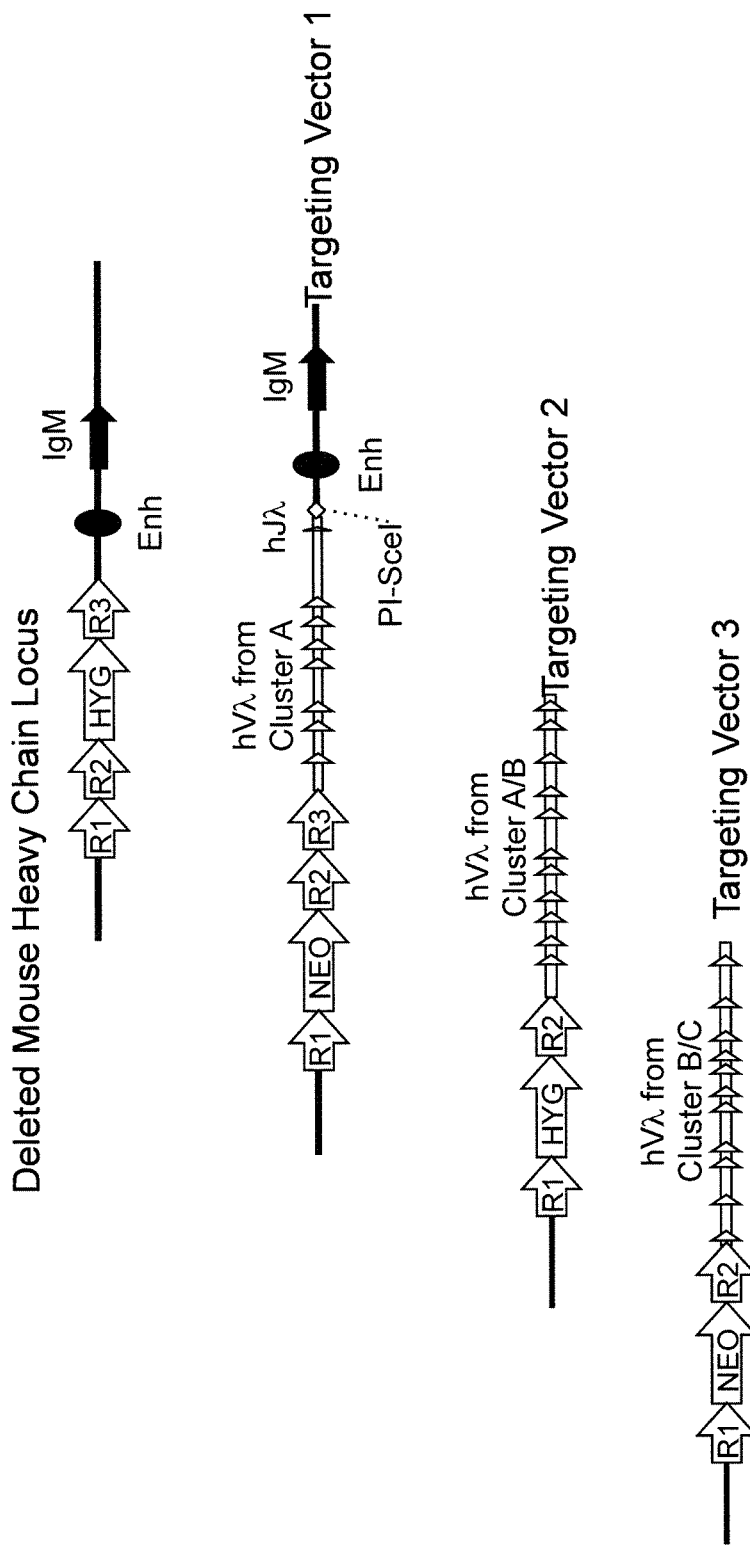 Deleted Mouse Heavy Chain Locus
R1
R2
HYG
R3
Enh
IgM
hVλ from
Cluster A
hJλ
IgM
R1
NEO
R2
R3
PI-SceI
Enh
Targeting Vector 1
hVλ from
Cluster A/B
R1
HYG
R2
Targeting Vector 2
hVλ from
Cluster B/C
R1
NEO
R2
Targeting Vector 3